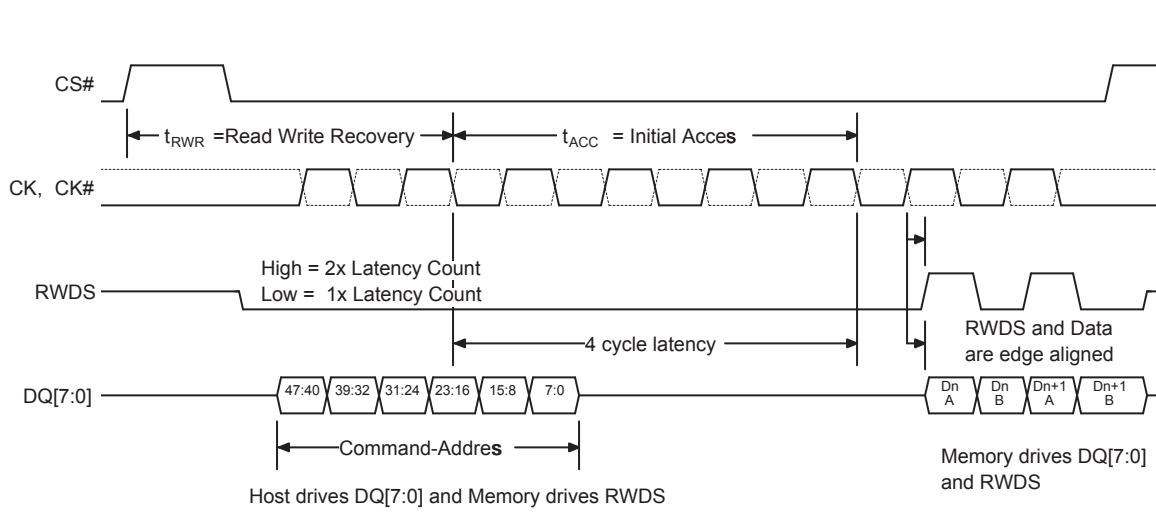 CS#
t_RWR =Read Write Recovery
t_ACC = Initial Acces
CK, CK#
High = 2x Latency Count
Low = 1x Latency Count
RWDS
4 cycle latency
RWDS and Data
are edge aligned
DQ[7:0]
47:40 39:32 31:24 23:16 15:8 7:0
Dn
A
Dn
B
Dn+1
A
Dn+1
B
Command-Addres
Memory drives DQ[7:0]
and RWDS
Host drives DQ[7:0] and Memory drives RWDS